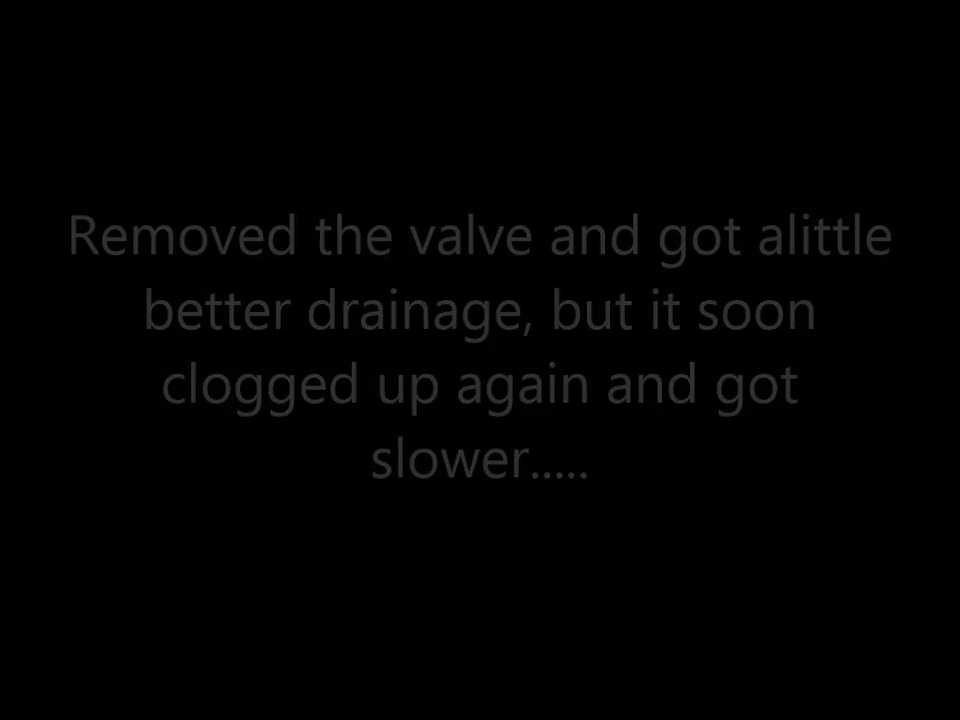 Removed the valve and got alittle
better drainage, but it soon
clogged up again and got
slower.....